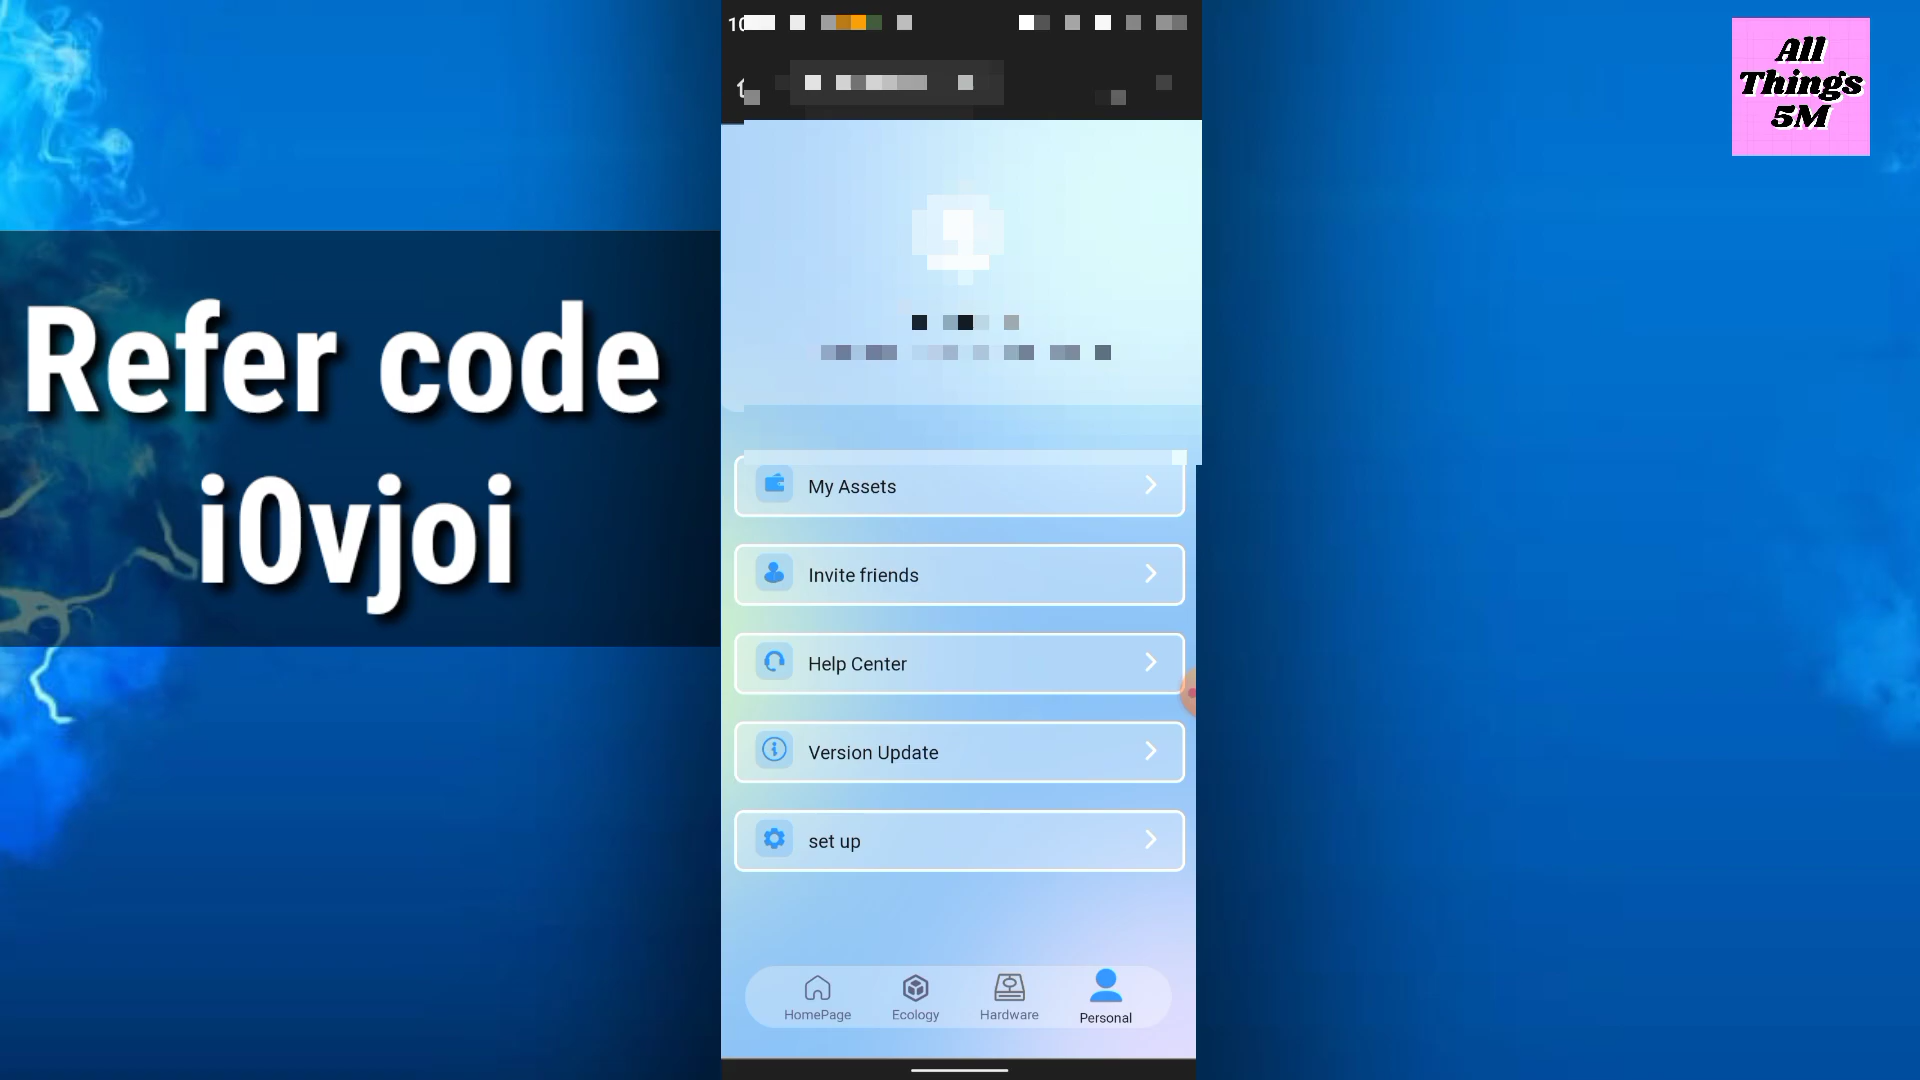 Refer code
i0vjoi
All
Things
5M
My Assets
Invite friends
Help Center
Version Update
set up
HomePage
Ecology
Hardware
Personal